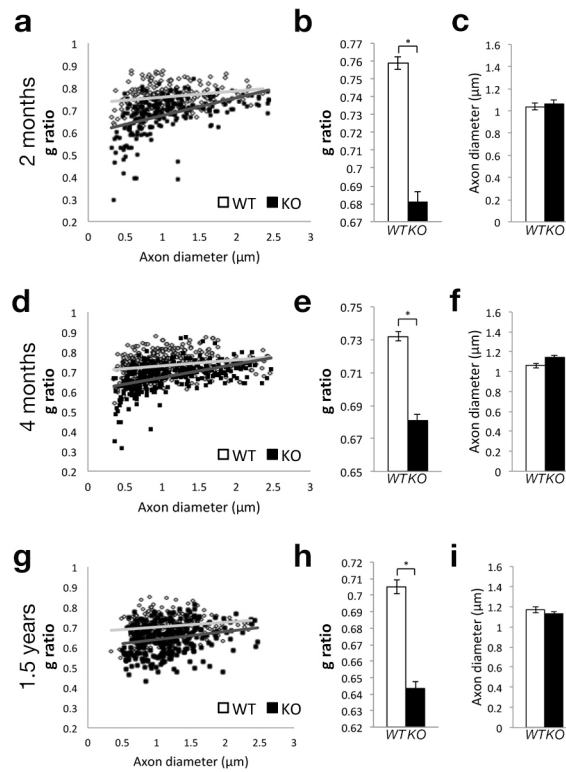 a
b
c
2 months
g ratio
1
0.9
0.8
0.7
0.6
0.5
0.4
0.3
0.2
0 0.5 1 1.5 2 2.5 3
Axon diameter (μm)
WT KO
g ratio
0.77
0.76
0.75
0.74
0.73
0.72
0.71
0.7
0.69
0.68
0.67
*
WT KO
Axon diameter (μm)
1.6
1.4
1.2
1
0.8
0.6
0.4
0.2
0
WT KO
d
e
f
4 months
g ratio
1
0.9
0.8
0.7
0.6
0.5
0.4
0.3
0.2
0 0.5 1 1.5 2 2.5 3
Axon diameter (μm)
WT KO
g ratio
0.75
0.73
0.71
0.69
0.67
0.65
*
WT KO
Axon diameter (μm)
1.6
1.4
1.2
1
0.8
0.6
0.4
0.2
0
WT KO
g
h
i
1.5 years
g ratio
1
0.9
0.8
0.7
0.6
0.5
0.4
0.3
0.2
0 0.5 1 1.5 2 2.5 3
Axon diameter (μm)
WT KO
g ratio
0.72
0.71
0.7
0.69
0.68
0.67
0.66
0.65
0.64
0.63
0.62
*
WT KO
Axon diameter (μm)
1.6
1.4
1.2
1
0.8
0.6
0.4
0.2
0
WT KO